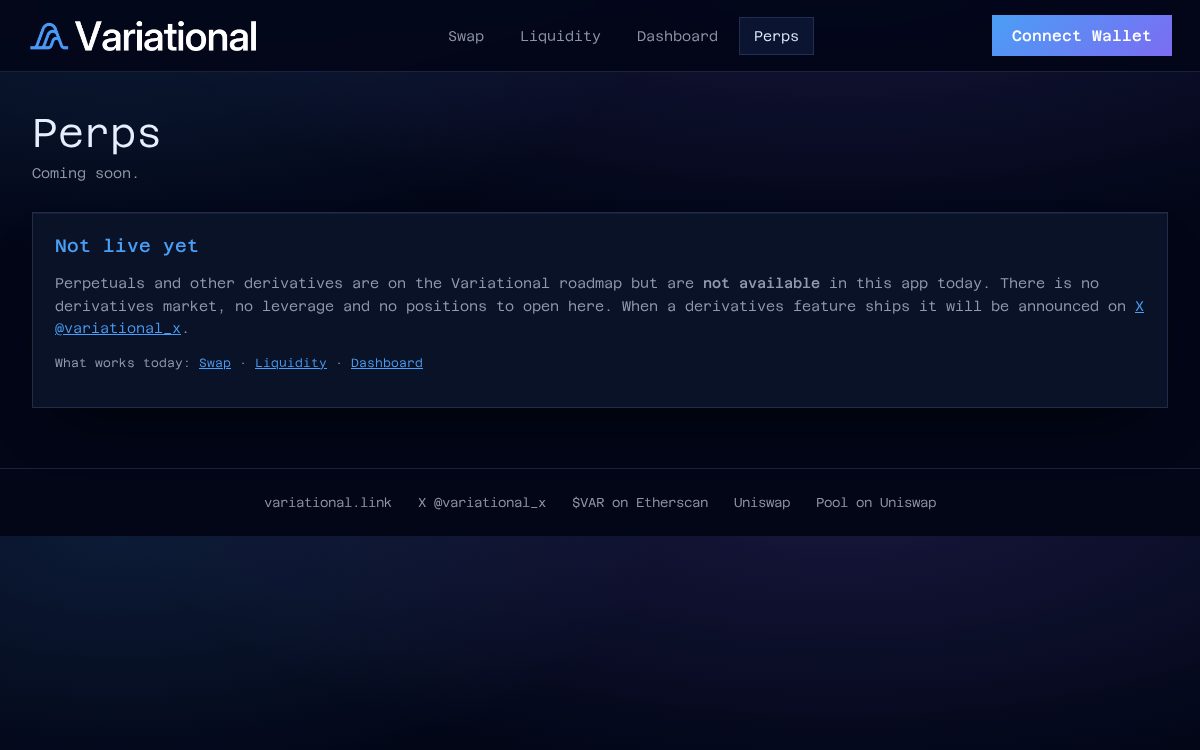 Variational
Swap
Liquidity
Dashboard
Perps
Connect Wallet
Perps
Coming soon.
Not live yet
Perpetuals and other derivatives are on the Variational roadmap but are not available in this app today. There is no
derivatives market, no leverage and no positions to open here. When a derivatives feature ships it will be announced on X
@variational_x.
What works today: Swap · Liquidity · Dashboard
variational.link
X @variational_x
$VAR on Etherscan
Uniswap
Pool on Uniswap